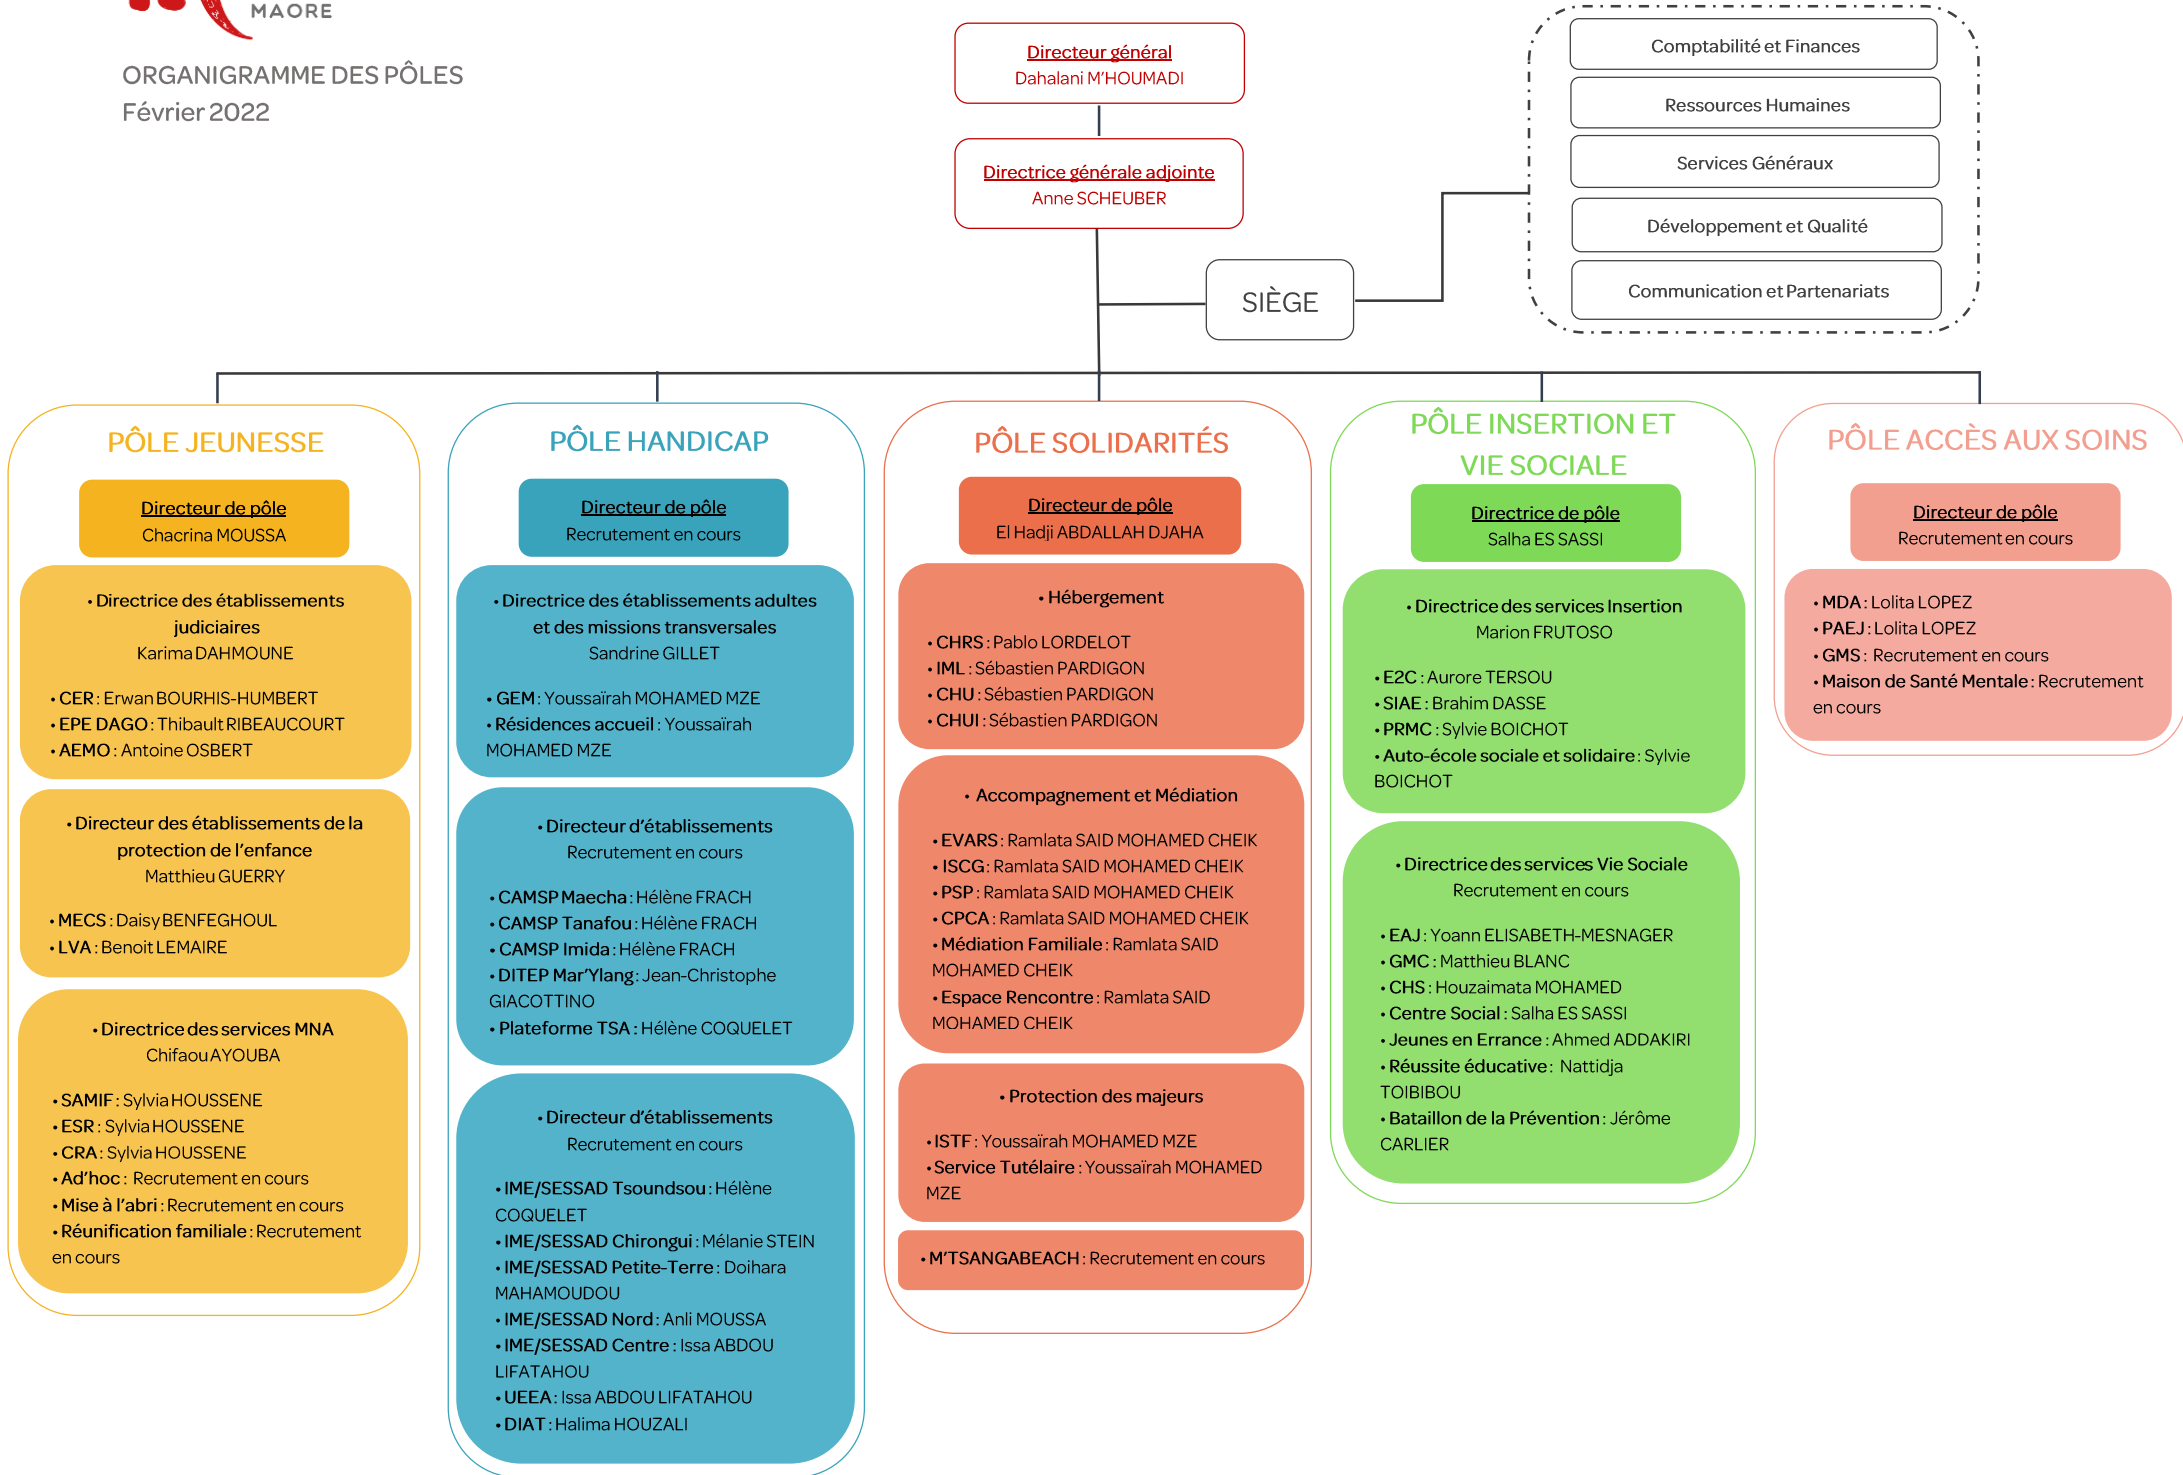 MAORE
ORGANIGRAMME DES PÔLES
Février 2022
Directeur général
Dahalani M'HOUMADI
Directrice générale adjointe
Anne SCHEUBER
SIÈGE
Comptabilité et Finances
Ressources Humaines
Services Généraux
Développement et Qualité
Communication et Partenariats
PÔLE JEUNESSE
Directeur de pôle
Chacrina MOUSSA
• Directrice des établissements
judiciaires
Karima DAHMOUNE
• CER : Erwan BOURHIS-HUMBERT
• EPE DAGO : Thibault RIBEAUCOURT
• AEMO : Antoine OSBERT
• Directeur des établissements de la
protection de l'enfance
Matthieu GUERRY
• MECS : Daisy BENFEGHOUL
• LVA : Benoit LEMAIRE
• Directrice des services MNA
Chifaou AYOUBA
• SAMIF : Sylvia HOUSSENE
• ESR : Sylvia HOUSSENE
• CRA : Sylvia HOUSSENE
• Ad'hoc : Recrutement en cours
• Mise à l'abri : Recrutement en cours
• Réunification familiale : Recrutement
en cours
PÔLE HANDICAP
Directeur de pôle
Recrutement en cours
• Directrice des établissements adultes
et des missions transversales
Sandrine GILLET
• GEM : Youssaïrah MOHAMED MZE
• Résidences accueil : Youssaïrah
MOHAMED MZE
• Directeur d'établissements
Recrutement en cours
• CAMSP Maecha : Hélène FRACH
• CAMSP Tanafou : Hélène FRACH
• CAMSP Imida : Hélène FRACH
• DITEP Mar'Ylang : Jean-Christophe
GIACOTTINO
• Plateforme TSA : Hélène COQUELET
• Directeur d'établissements
Recrutement en cours
• IME/SESSAD Tsoundsou : Hélène
COQUELET
• IME/SESSAD Chirongui : Mélanie STEIN
• IME/SESSAD Petite-Terre : Doihara
MAHAMOUDOU
• IME/SESSAD Nord : Anli MOUSSA
• IME/SESSAD Centre : Issa ABDOU
LIFATAHOU
• UEEA : Issa ABDOU LIFATAHOU
• DIAT : Halima HOUZALI
PÔLE SOLIDARITÉS
Directeur de pôle
El Hadji ABDALLAH DJAHA
• Hébergement
• CHRS : Pablo LORDELOT
• IML : Sébastien PARDIGON
• CHU : Sébastien PARDIGON
• CHUI : Sébastien PARDIGON
• Accompagnement et Médiation
• EVARS : Ramlata SAID MOHAMED CHEIK
• ISCG : Ramlata SAID MOHAMED CHEIK
• PSP : Ramlata SAID MOHAMED CHEIK
• CPCA : Ramlata SAID MOHAMED CHEIK
• Médiation Familiale : Ramlata SAID
MOHAMED CHEIK
• Espace Rencontre : Ramlata SAID
MOHAMED CHEIK
• Protection des majeurs
• ISTF : Youssaïrah MOHAMED MZE
• Service Tutélaire : Youssaïrah MOHAMED
MZE
• M'TSANGABEACH : Recrutement en cours
PÔLE INSERTION ET
VIE SOCIALE
Directrice de pôle
Salha ES SASSI
• Directrice des services Insertion
Marion FRUTOSO
• E2C : Aurore TERSOU
• SIAE : Brahim DASSE
• PRMC : Sylvie BOICHOT
• Auto-école sociale et solidaire : Sylvie
BOICHOT
• Directrice des services Vie Sociale
Recrutement en cours
• EAJ : Yoann ELISABETH-MESNAGER
• GMC : Matthieu BLANC
• CHS : Houzaimata MOHAMED
• Centre Social : Salha ES SASSI
• Jeunes en Errance : Ahmed ADDAKIRI
• Réussite éducative : Nattidja
TOIBIBOU
• Bataillon de la Prévention : Jérôme
CARLIER
PÔLE ACCÈS AUX SOINS
Directeur de pôle
Recrutement en cours
• MDA : Lolita LOPEZ
• PAEJ : Lolita LOPEZ
• GMS : Recrutement en cours
• Maison de Santé Mentale : Recrutement
en cours